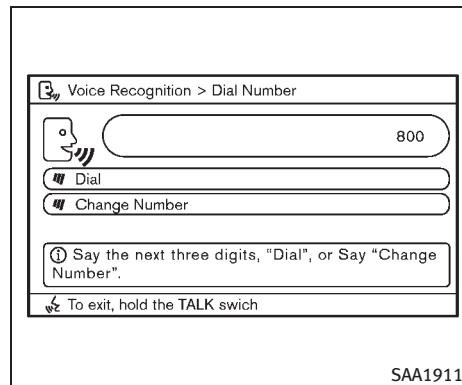 Voice Recognition > Dial Number
800
Dial
Change Number
Say the next three digits, “Dial”, or Say “Change
Number”.
To exit, hold the TALK swich
SAA1911